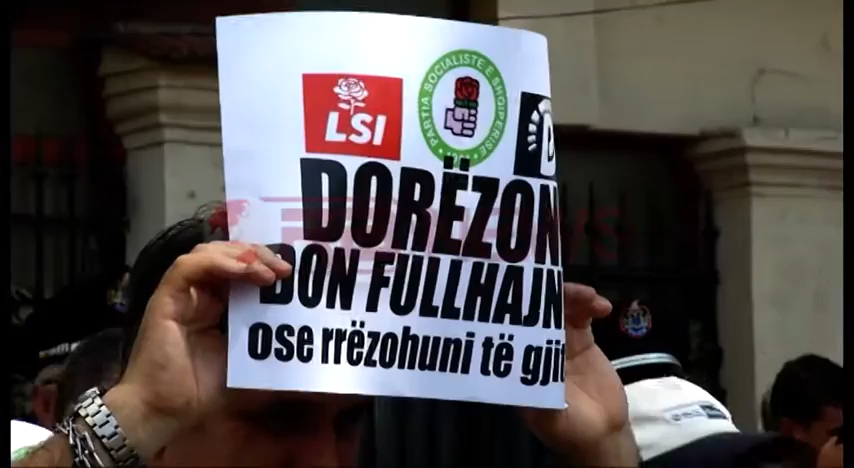 LSI
PARTIA SOCIALISTE E SHQIPERISE
DORËZON
DON FULLHAJN
ose rrëzohuni të gjit